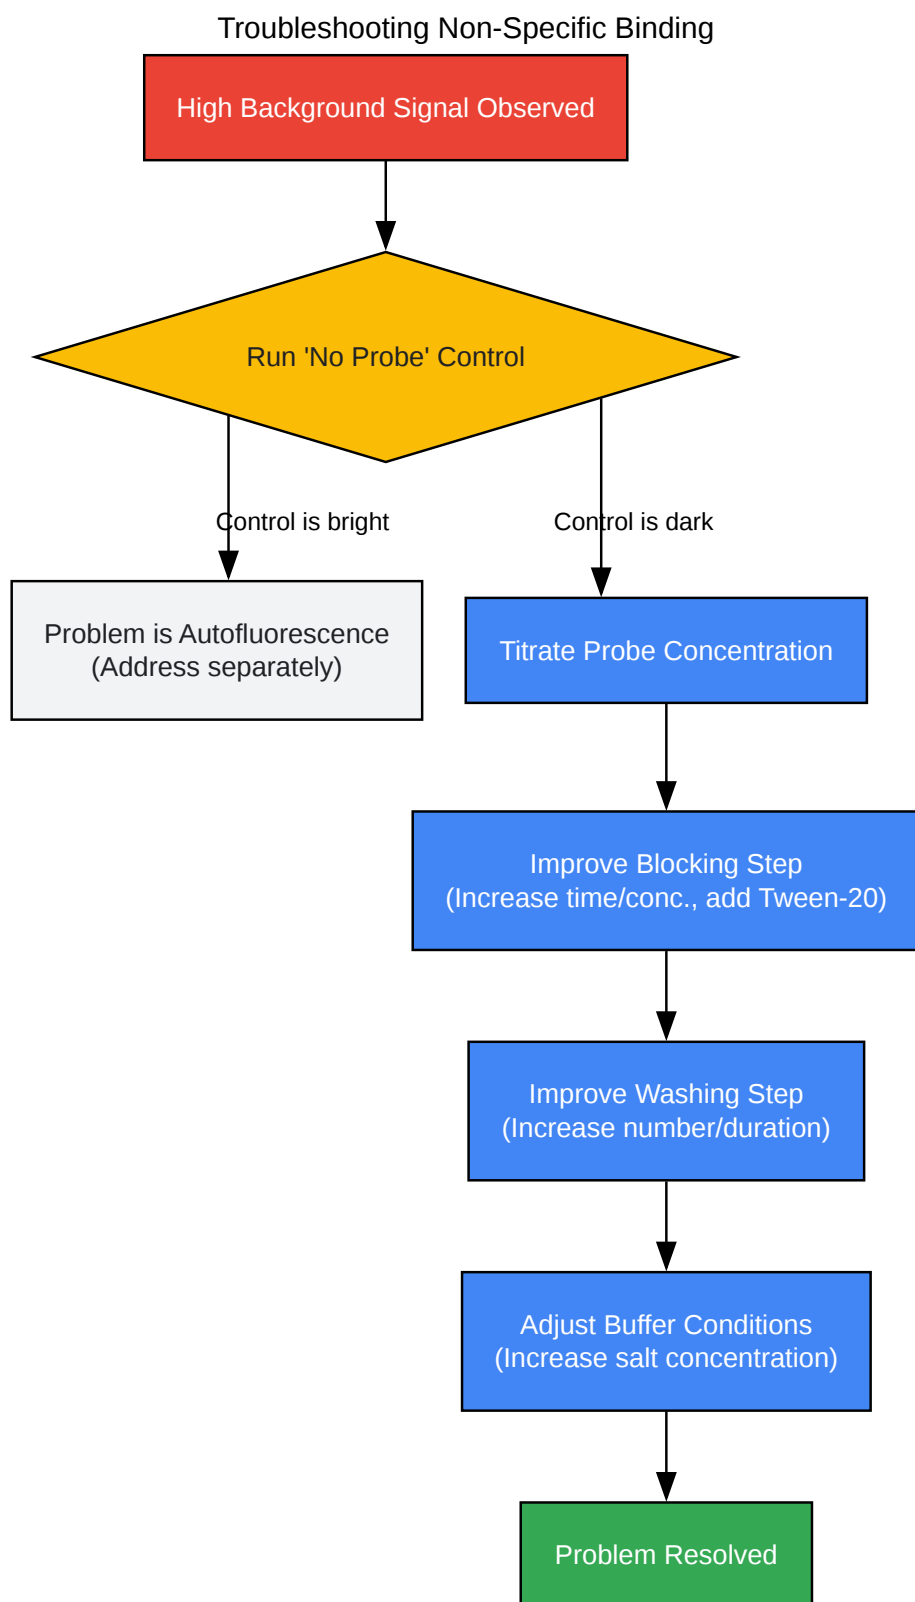 Troubleshooting Non-Specific Binding
High Background Signal Observed
Run 'No Probe' Control
Control is bright
Control is dark
Problem is Autofluorescence
(Address separately)
Titrate Probe Concentration
Improve Blocking Step
(Increase time/conc., add Tween-20)
Improve Washing Step
(Increase number/duration)
Adjust Buffer Conditions
(Increase salt concentration)
Problem Resolved